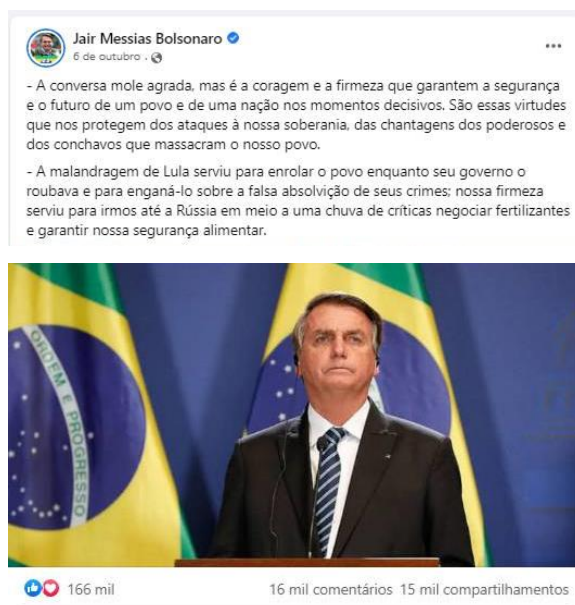 Jair Messias Bolsonaro
6 de outubro ·
- A conversa mole agrada, mas é a coragem e a firmeza que garantem a segurança
e o futuro de um povo e de uma nação nos momentos decisivos. São essas virtudes
que nos protegem dos ataques à nossa soberania, das chantagens dos poderosos e
dos conchavos que massacram o nosso povo.
- A malandragem de Lula serviu para enrolar o povo enquanto seu governo o
roubava e para enganá-lo sobre a falsa absolvição de seus crimes; nossa firmeza
serviu para irmos até a Rússia em meio a uma chuva de críticas negociar fertilizantes
e garantir nossa segurança alimentar.
ORDEM E PROGRESSO
166 mil
16 mil comentários 15 mil compartilhamentos